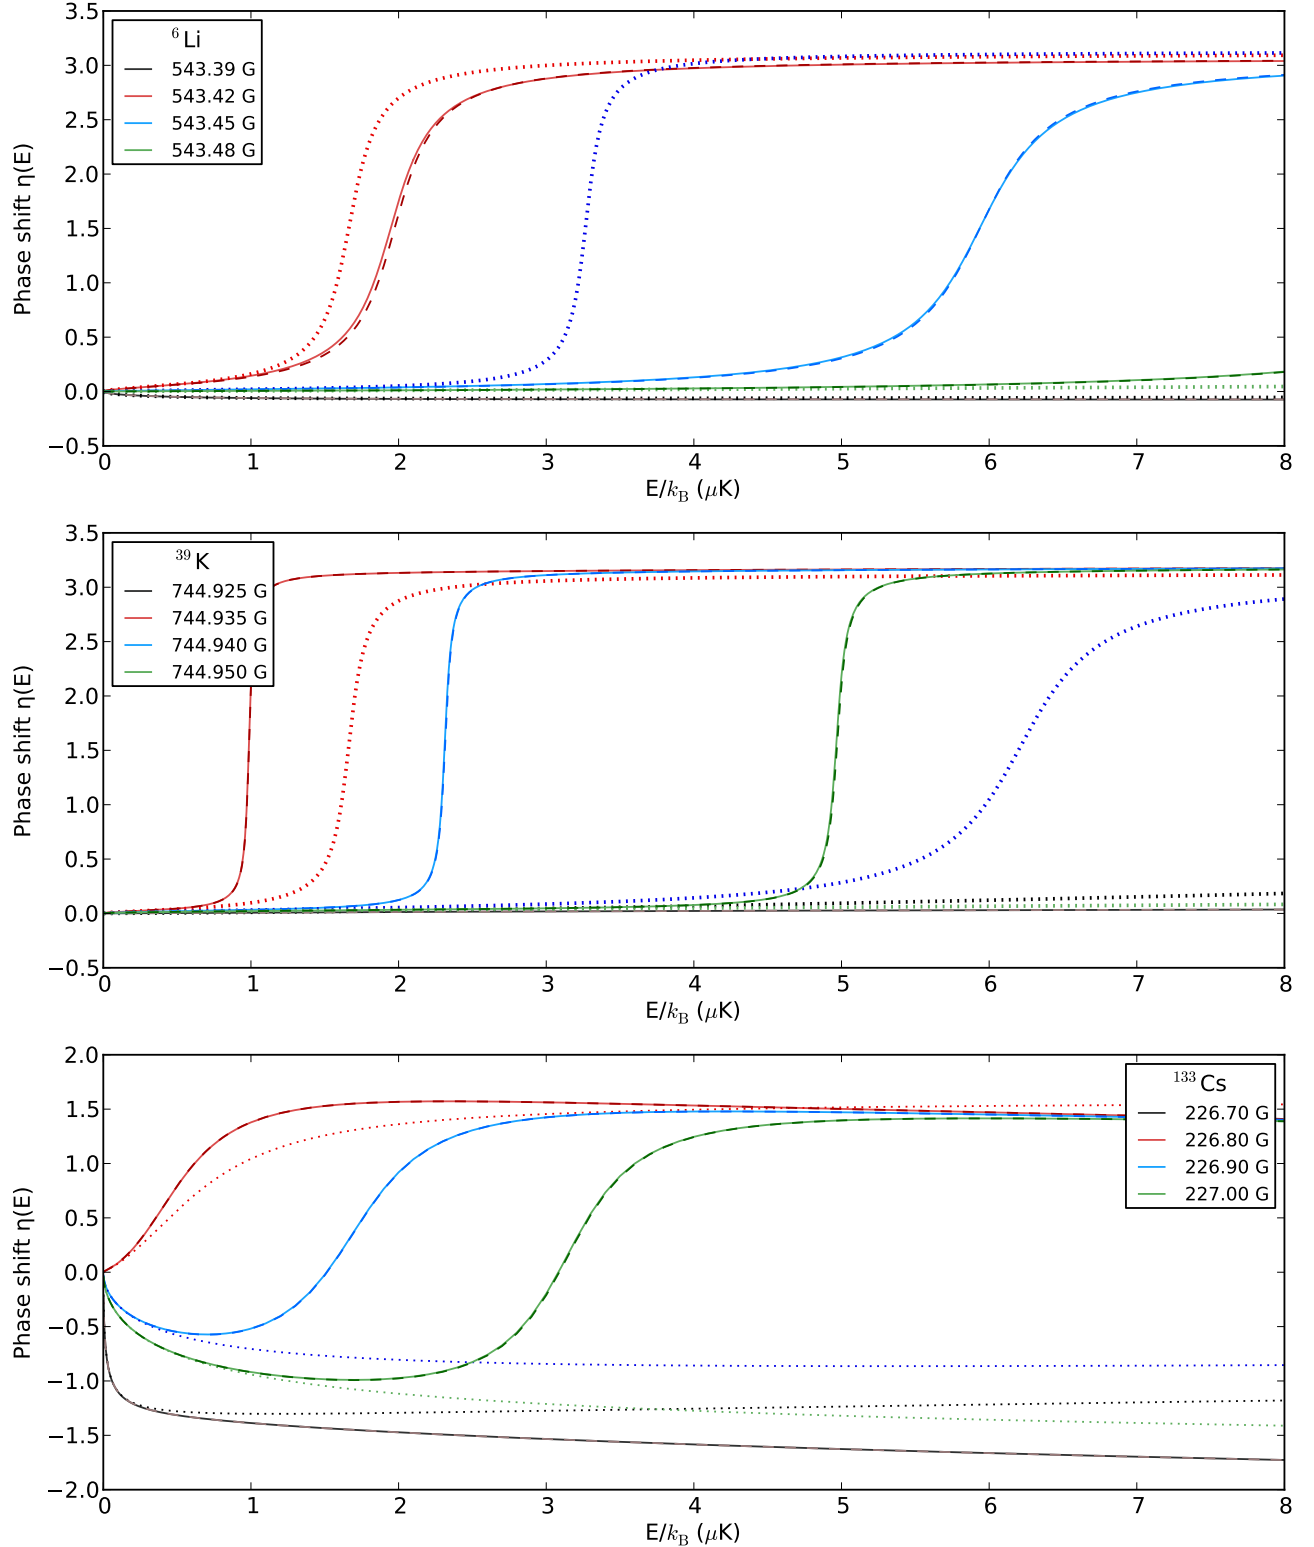 3.5
3.0
2.5
2.0
1.5
1.0
0.5
0.0
−0.5
Phase shift η(E)
⁶Li
543.39 G
543.42 G
543.45 G
543.48 G
0 1 2 3 4 5 6 7 8
E/k_B (μK)
3.5
3.0
2.5
2.0
1.5
1.0
0.5
0.0
−0.5
Phase shift η(E)
³⁹K
744.925 G
744.935 G
744.940 G
744.950 G
0 1 2 3 4 5 6 7 8
E/k_B (μK)
2.0
1.5
1.0
0.5
0.0
−0.5
−1.0
−1.5
−2.0
Phase shift η(E)
¹³³Cs
226.70 G
226.80 G
226.90 G
227.00 G
0 1 2 3 4 5 6 7 8
E/k_B (μK)